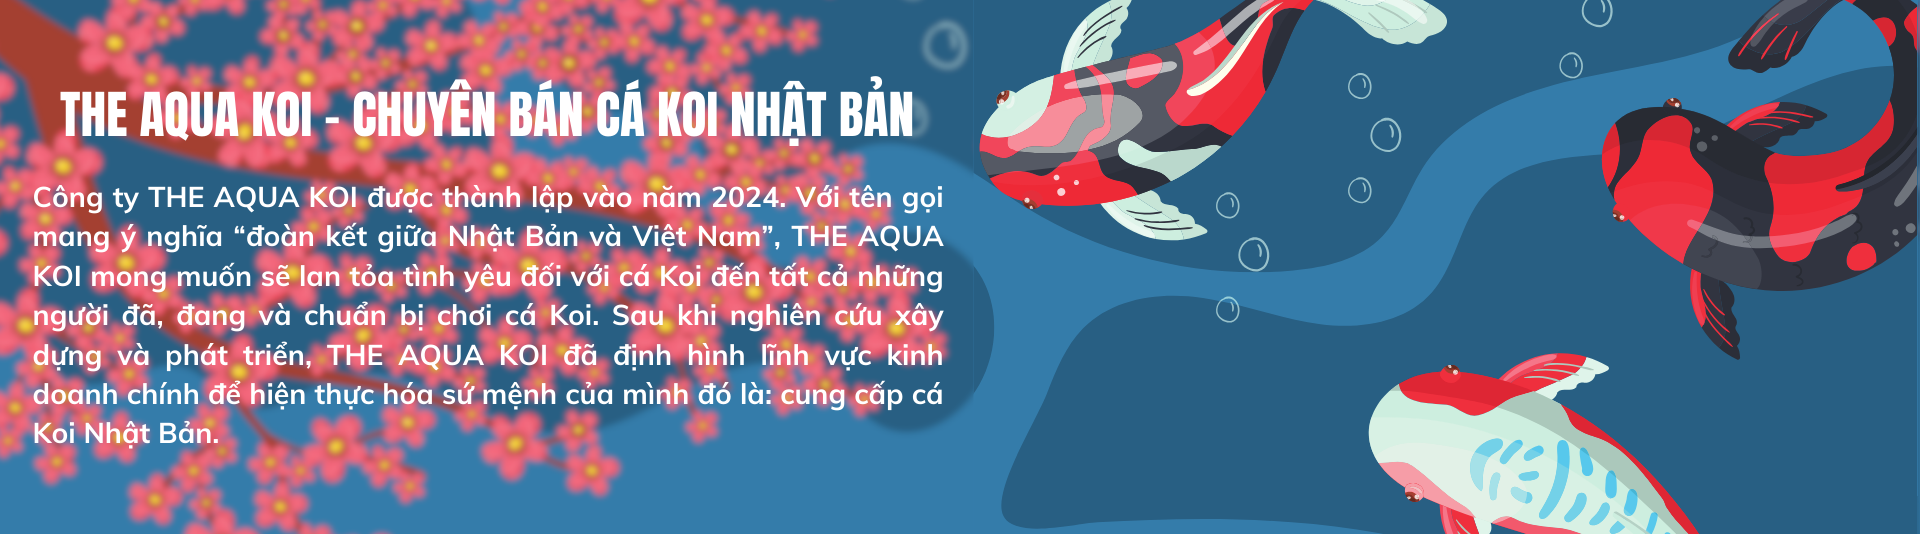 THE AQUA KOI - CHUYÊN BÁN CÁ KOI NHẬT BẢN
Công ty THE AQUA KOI được thành lập vào năm 2024. Với tên gọi
mang ý nghĩa “đoàn kết giữa Nhật Bản và Việt Nam”, THE AQUA
KOI mong muốn sẽ lan tỏa tình yêu đối với cá Koi đến tất cả những
người đã, đang và chuẩn bị chơi cá Koi. Sau khi nghiên cứu xây
dựng và phát triển, THE AQUA KOI đã định hình lĩnh vực kinh
doanh chính để hiện thực hóa sứ mệnh của mình đó là: cung cấp cá
Koi Nhật Bản.